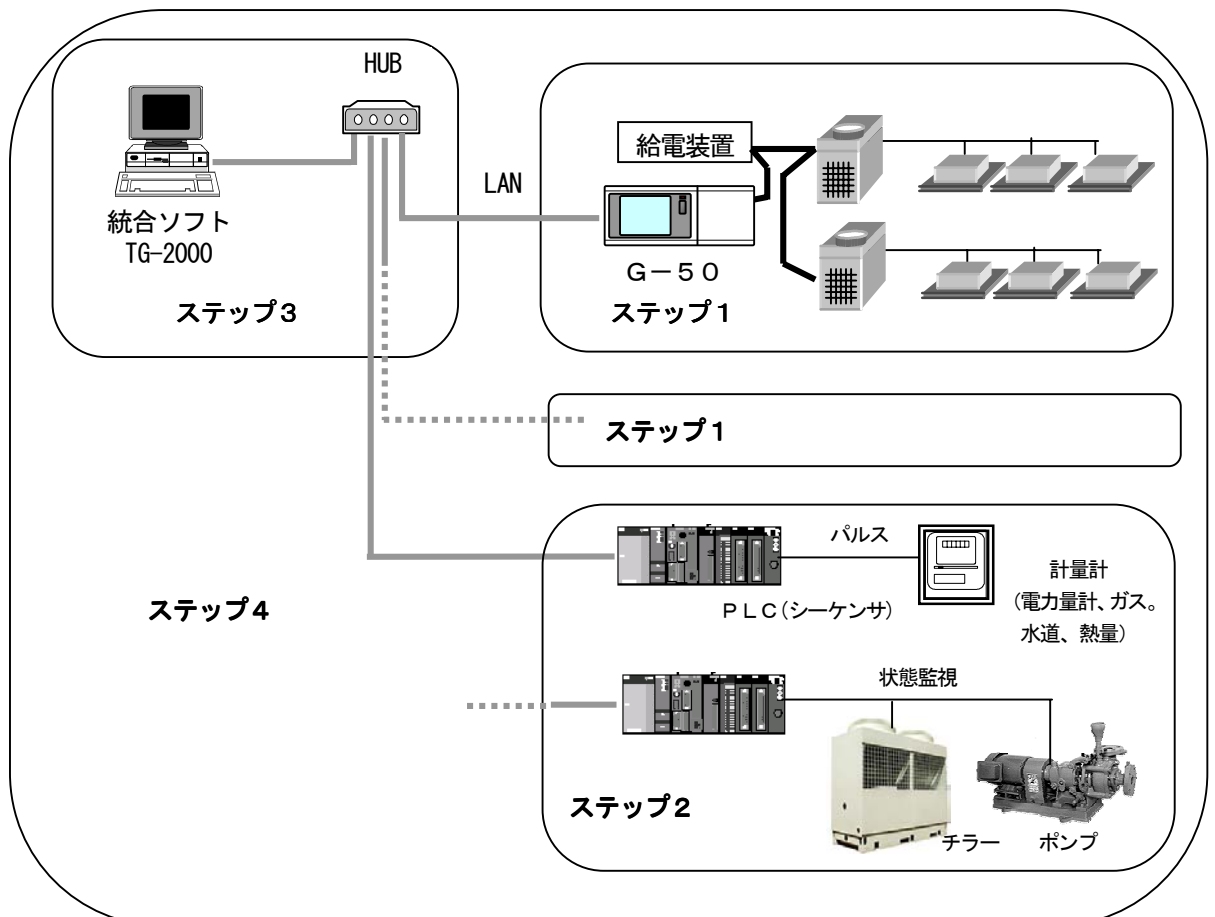 HUB
統合ソフト
TG-2000
ステップ3
LAN
給電装置
G-50
ステップ1
ステップ1
パルス
PLC(シーケンサ)
計量計
(電力量計、ガス。
水道、熱量)
ステップ4
状態監視
チラー
ポンプ
ステップ2